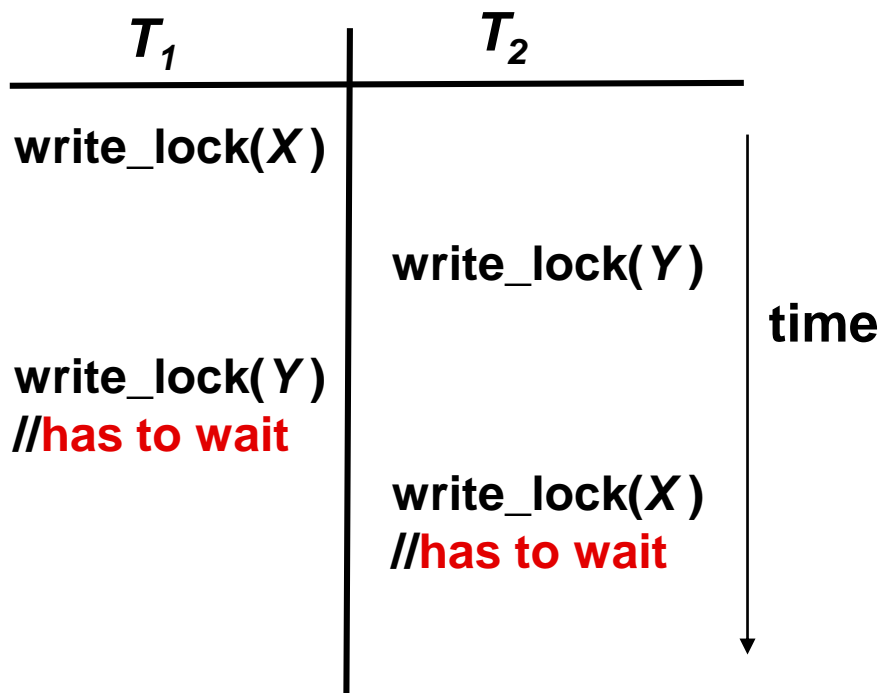 T1 T2
write_lock(X)
write_lock(Y)
time
write_lock(Y)
//has to wait
write_lock(X)
//has to wait